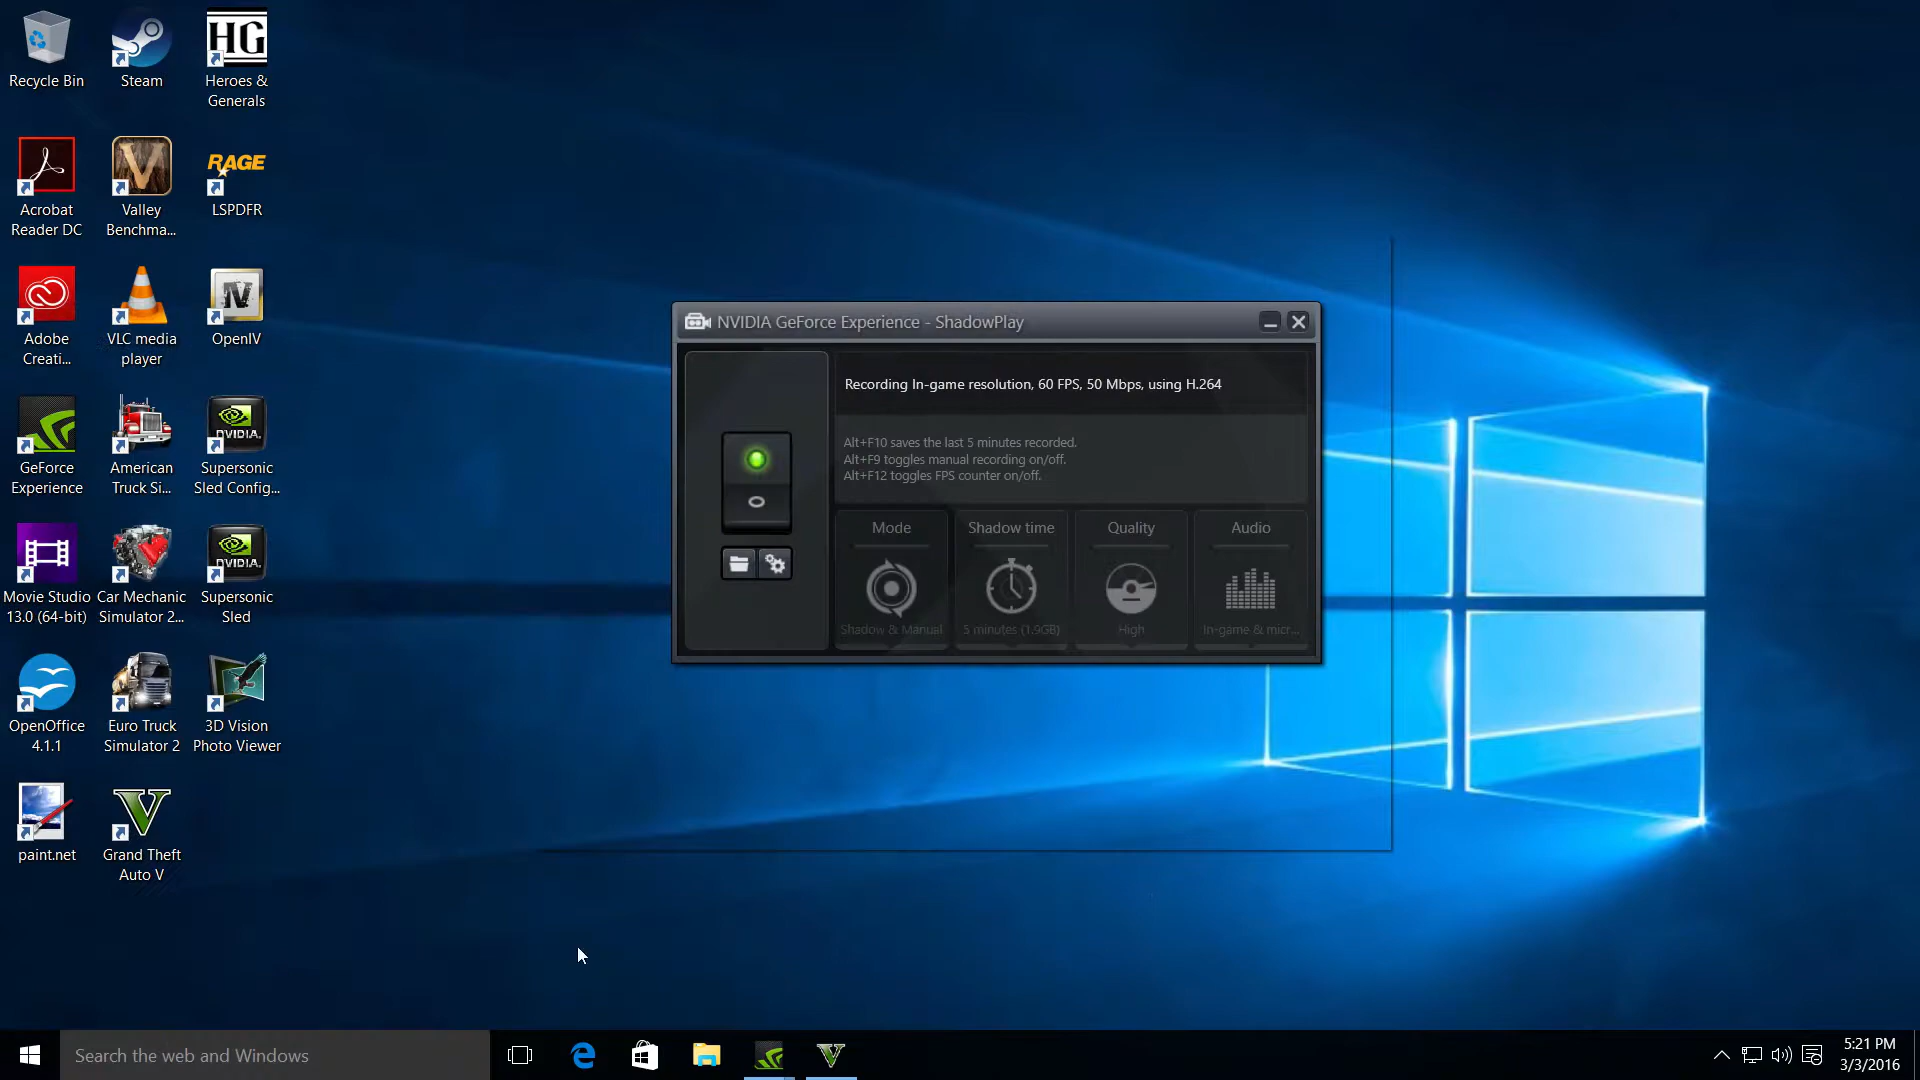 Recycle Bin
Steam
HG
Heroes &
Generals
Acrobat
Reader DC
V
Valley
Benchma...
RAGE
LSPDFR
Adobe
Creati...
VLC media
player
IV
OpenIV
GeForce
Experience
American
Truck Si...
NVIDIA.
Supersonic
Sled Config...
Movie Studio
13.0 (64-bit)
Car Mechanic
Simulator 2...
NVIDIA.
Supersonic
Sled
OpenOffice
4.1.1
Euro Truck
Simulator 2
3D Vision
Photo Viewer
paint.net
V
Grand Theft
Auto V
NVIDIA GeForce Experience - ShadowPlay
Recording In-game resolution, 60 FPS, 50 Mbps, using H.264
Alt+F10 saves the last 5 minutes recorded.
Alt+F9 toggles manual recording on/off.
Alt+F12 toggles FPS counter on/off.
Mode
Shadow time
Quality
Audio
Shadow & Manual
5 minutes (1.9GB)
High
In-game & micr...
Search the web and Windows
5:21 PM
3/3/2016